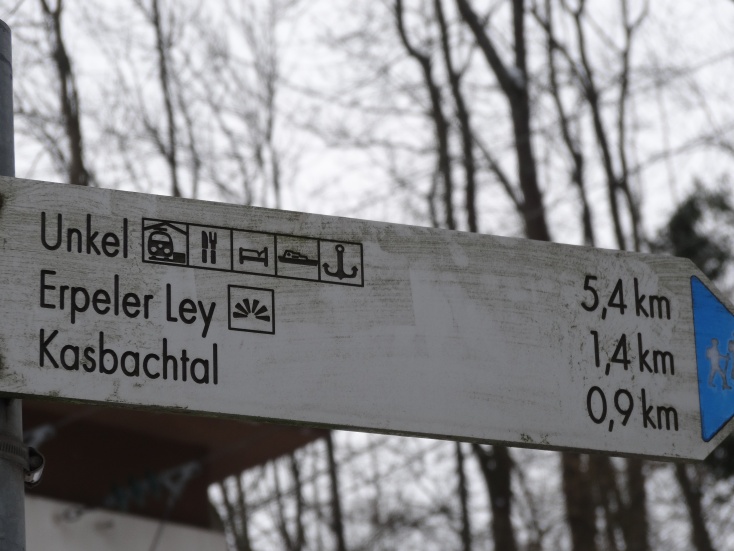 Unkel 5,4 km
Erpeler Ley 1,4 km
Kasbachtal 0,9 km